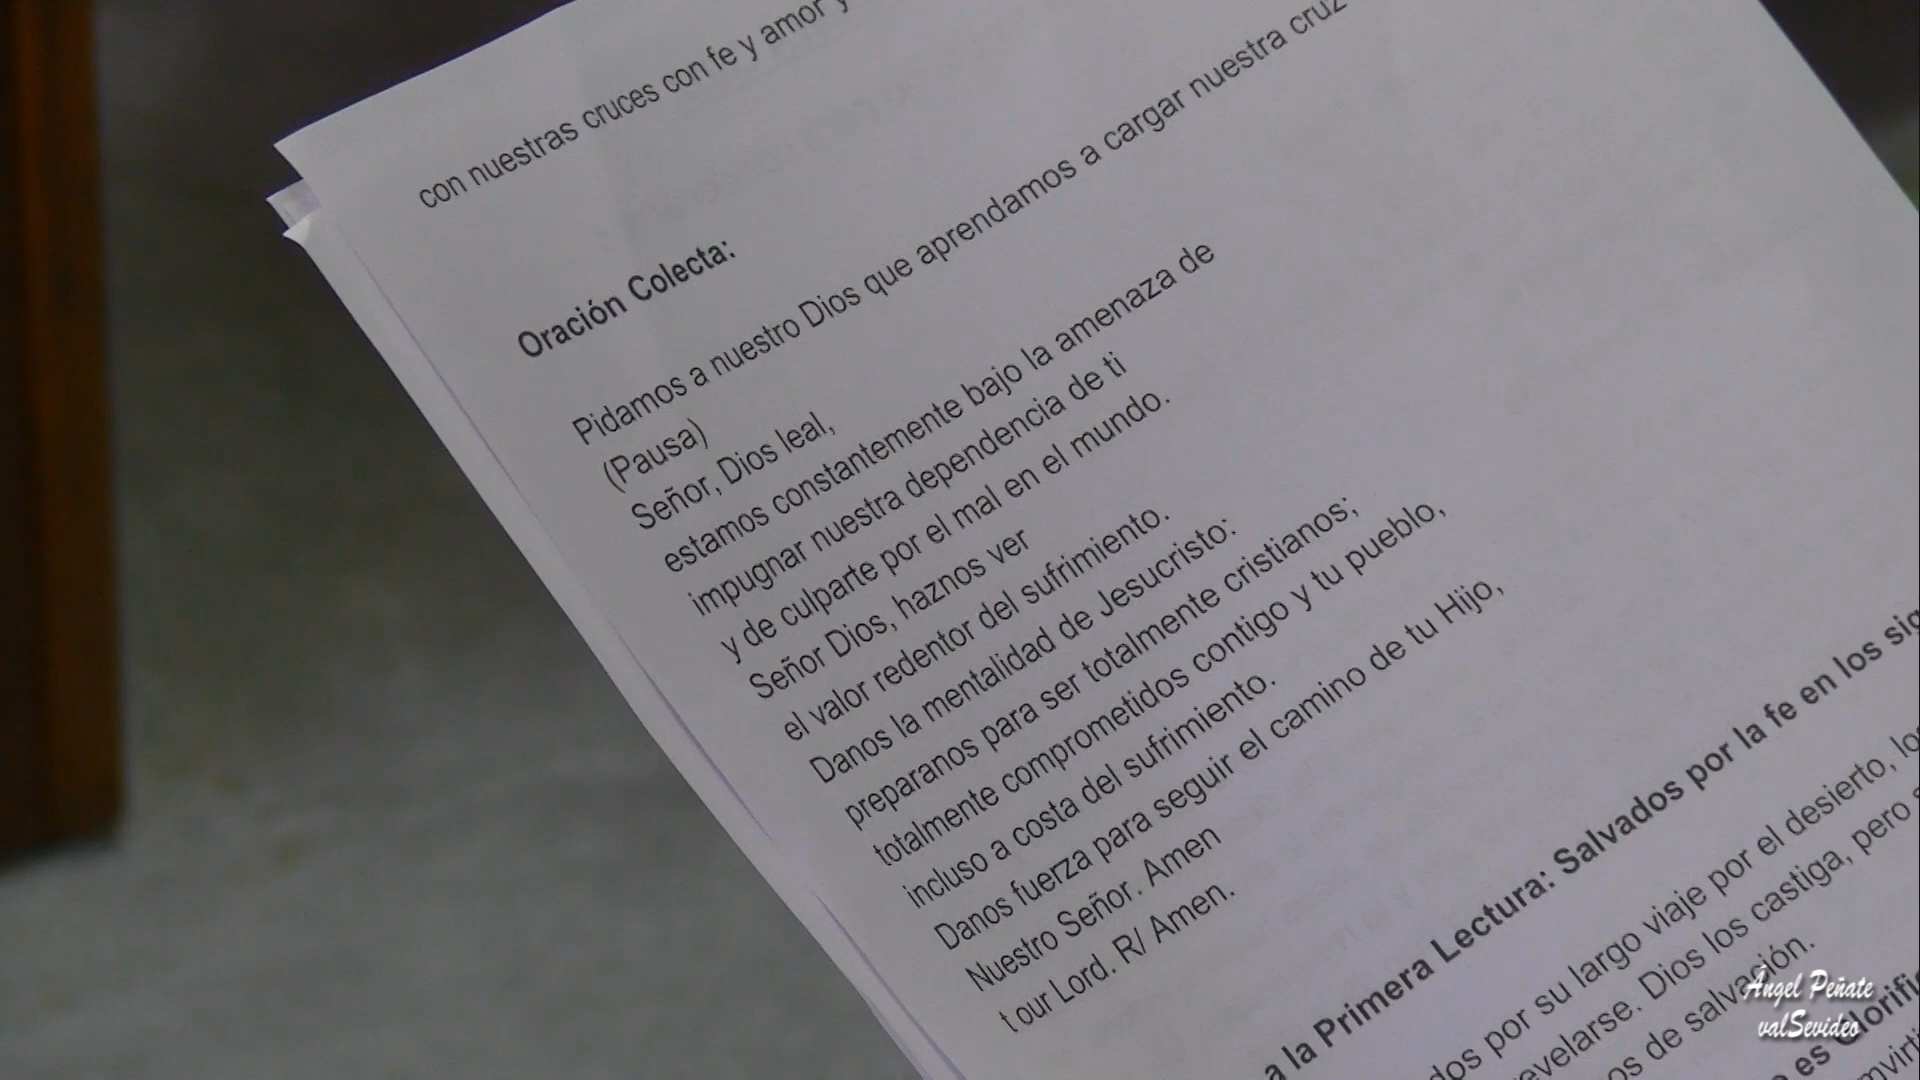 con nuestras cruces con fe y amor y
Oración Colecta:
Pidamos a nuestro Dios que aprendamos a cargar nuestra cruz
(Pausa)
Señor, Dios leal,
estamos constantemente bajo la amenaza de
impugnar nuestra dependencia de ti
y de culparte por el mal en el mundo.
Señor Dios, haznos ver
el valor redentor del sufrimiento.
Danos la mentalidad de Jesucristo:
preparanos para ser totalmente cristianos;
totalmente comprometidos contigo y tu pueblo,
incluso a costa del sufrimiento.
Danos fuerza para seguir el camino de tu Hijo,
Nuestro Señor. Amen
t our Lord. R/ Amen.
a la Primera Lectura: Salvados por la fe en los
por su largo viaje por el desierto,
Dios los castiga, pero
de salvación.
es
Ángel Peñate
valSevideo